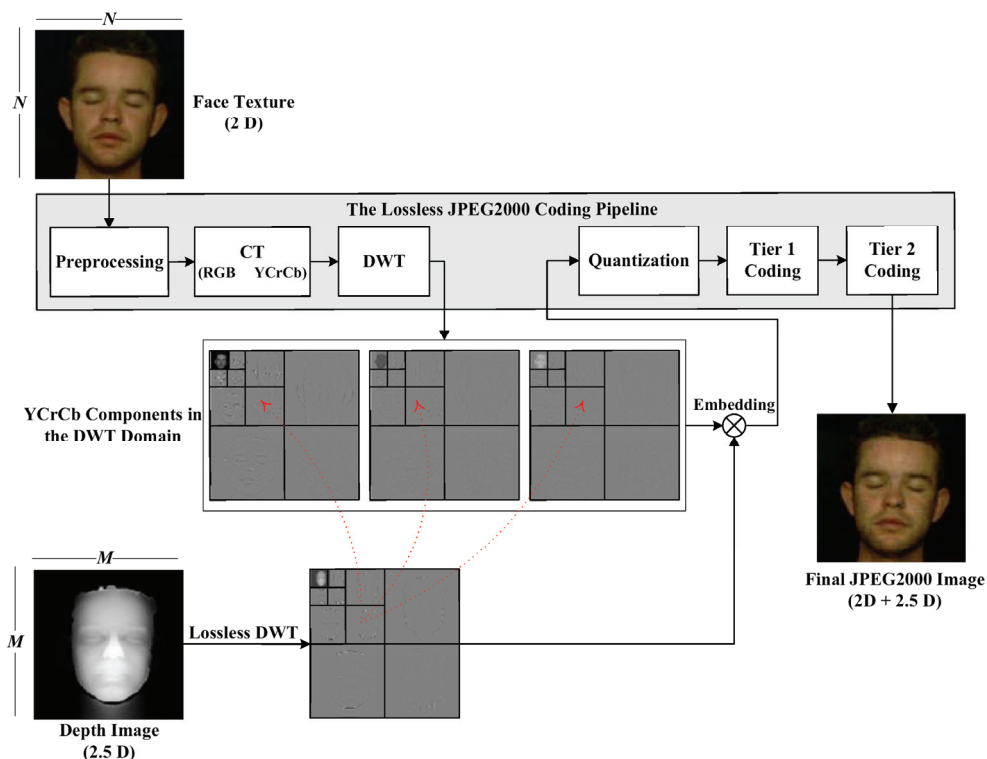 N
N
Face Texture
(2 D)
The Lossless JPEG2000 Coding Pipeline
Preprocessing
CT
(RGB YCrCb)
DWT
Quantization
Tier 1
Coding
Tier 2
Coding
YCrCb Components in
the DWT Domain
Embedding
M
M
Lossless DWT
Depth Image
(2.5 D)
Final JPEG2000 Image
(2D + 2.5 D)